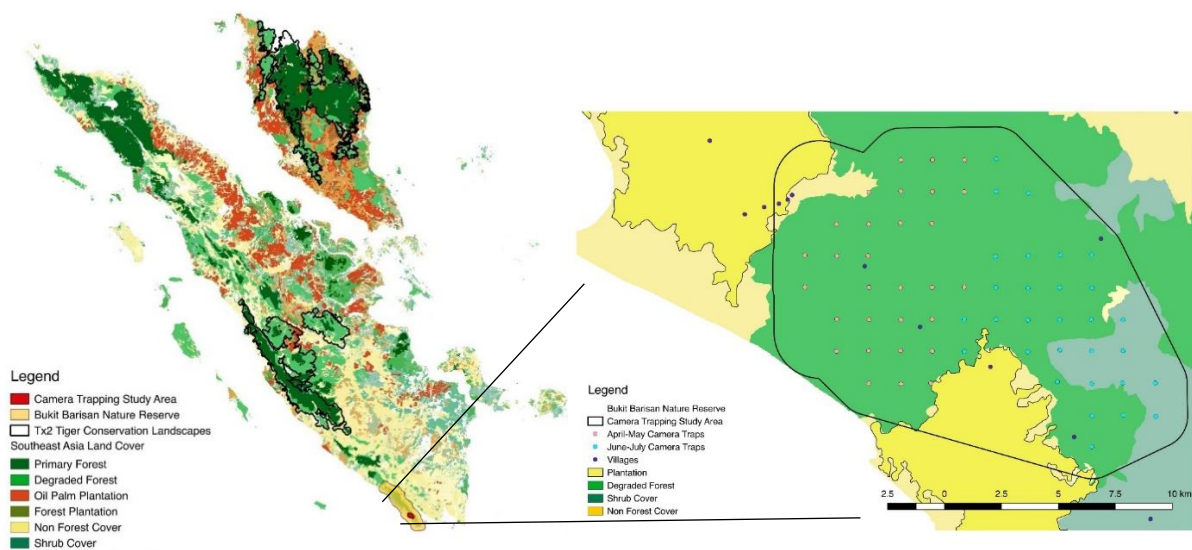 Legend
Camera Trapping Study Area
Bukit Barisan Nature Reserve
Tx2 Tiger Conservation Landscapes
Southeast Asia Land Cover
Primary Forest
Degraded Forest
Oil Palm Plantation
Forest Plantation
Non Forest Cover
Shrub Cover
Legend
Bukit Barisan Nature Reserve
Camera Trapping Study Area
April-May Camera Traps
June-July Camera Traps
Villages
Plantation
Degraded Forest
Shrub Cover
Non Forest Cover
2.5 0 2.5 5 7.5 10 km